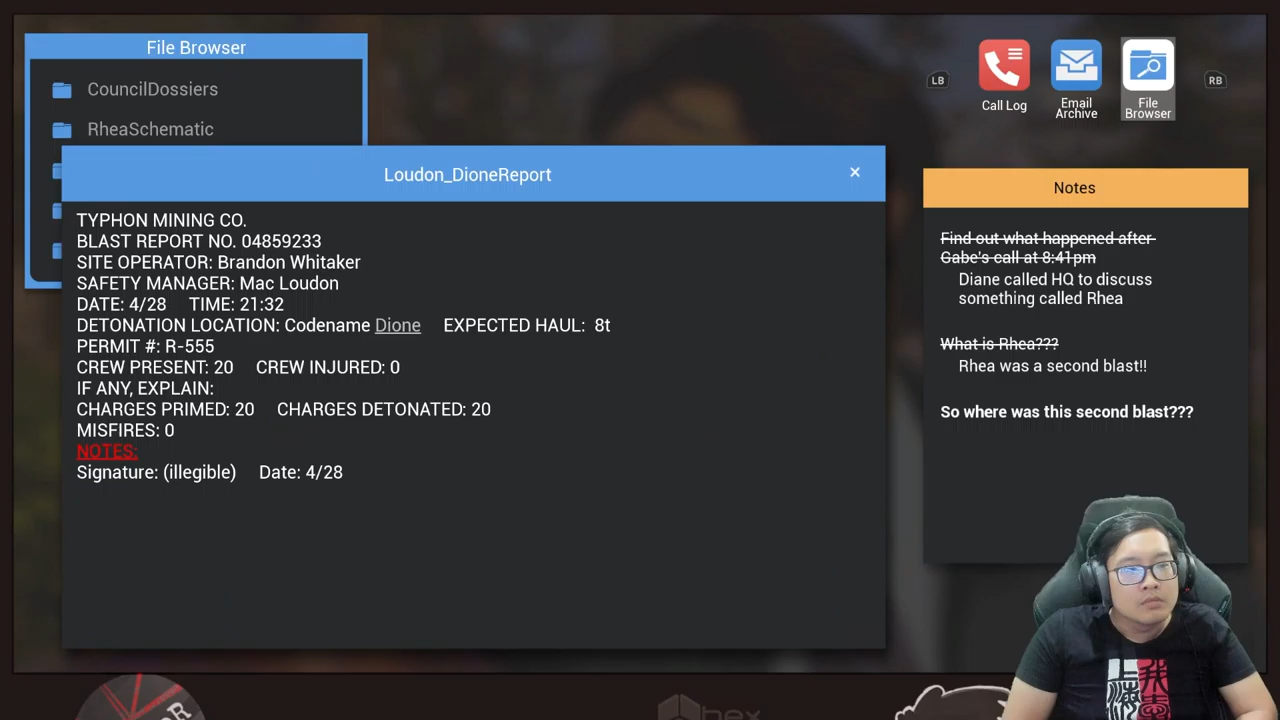 File Browser
CouncilDossiers
RheaSchematic
LB
Call Log
Email
Archive
File
Browser
RB
Loudon_DioneReport
×
TYPHON MINING CO.
BLAST REPORT NO. 04859233
SITE OPERATOR: Brandon Whitaker
SAFETY MANAGER: Mac Loudon
DATE: 4/28 TIME: 21:32
DETONATION LOCATION: Codename Dione EXPECTED HAUL: 8t
PERMIT #: R-555
CREW PRESENT: 20 CREW INJURED: 0
IF ANY, EXPLAIN:
CHARGES PRIMED: 20 CHARGES DETONATED: 20
MISFIRES: 0
NOTES:
Signature: (illegible) Date: 4/28
Notes
Find out what happened after
Gabe's call at 8:41pm
Diane called HQ to discuss
something called Rhea
What is Rhea???
Rhea was a second blast!!
So where was this second blast???
hex